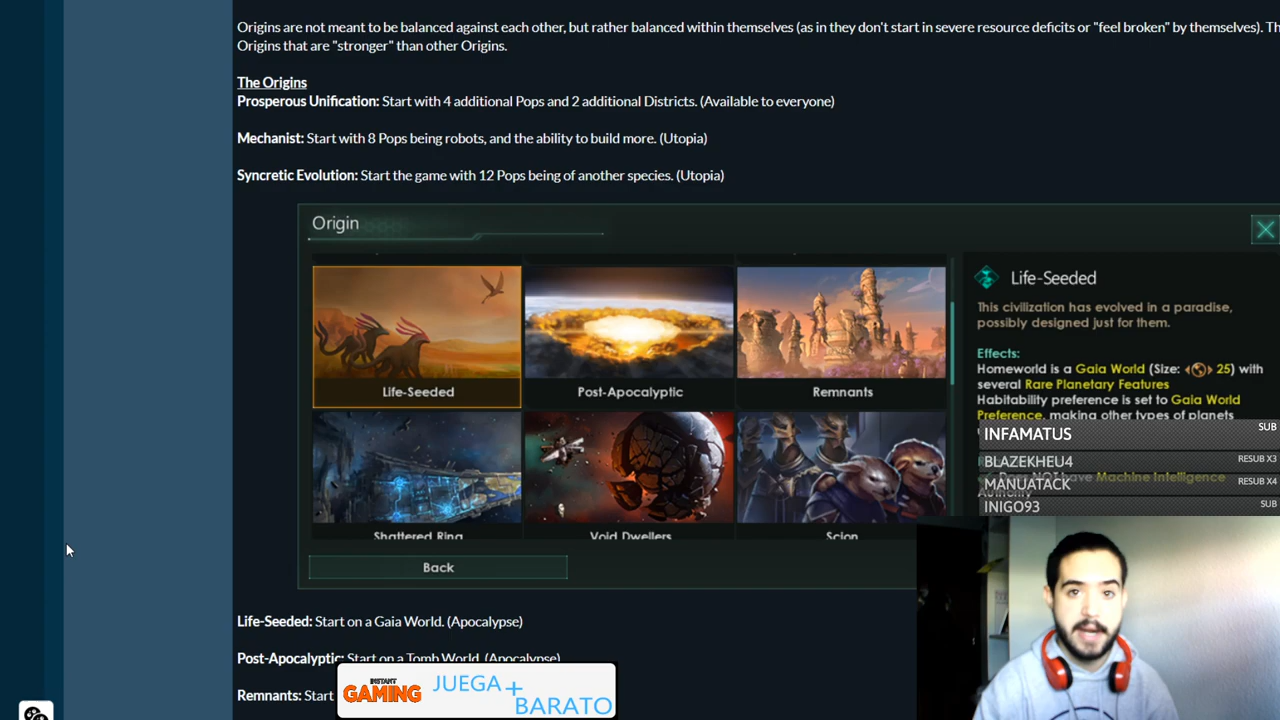 Origins are not meant to be balanced against each other, but rather balanced within themselves (as in they don't start in severe resource deficits or "feel broken" by themselves). Th
Origins that are "stronger" than other Origins.
The Origins
Prosperous Unification: Start with 4 additional Pops and 2 additional Districts. (Available to everyone)
Mechanist: Start with 8 Pops being robots, and the ability to build more. (Utopia)
Syncretic Evolution: Start the game with 12 Pops being of another species. (Utopia)
Origin
Life-Seeded
Post-Apocalyptic
Remnants
Shattered Ring
Void Dwellers
Scion
Back
Life-Seeded
This civilization has evolved in a paradise,
possibly designed just for them.
Effects:
Homeworld is a Gaia World (Size: 25) with
several Rare Planetary Features
Habitability preference is set to Gaia World
Preference, making other types of planets
INFAMATUS SUB
BLAZEKHEU4 RESUB X3
Machine Intelligence
MANUATACK RESUB X4
INIGO93 SUB
Life-Seeded: Start on a Gaia World. (Apocalypse)
Post-Apocalyptic: Start on a Tomb World. (Apocalypse)
Remnants: Start
INSTANT
GAMING
JUEGA+
BARATO